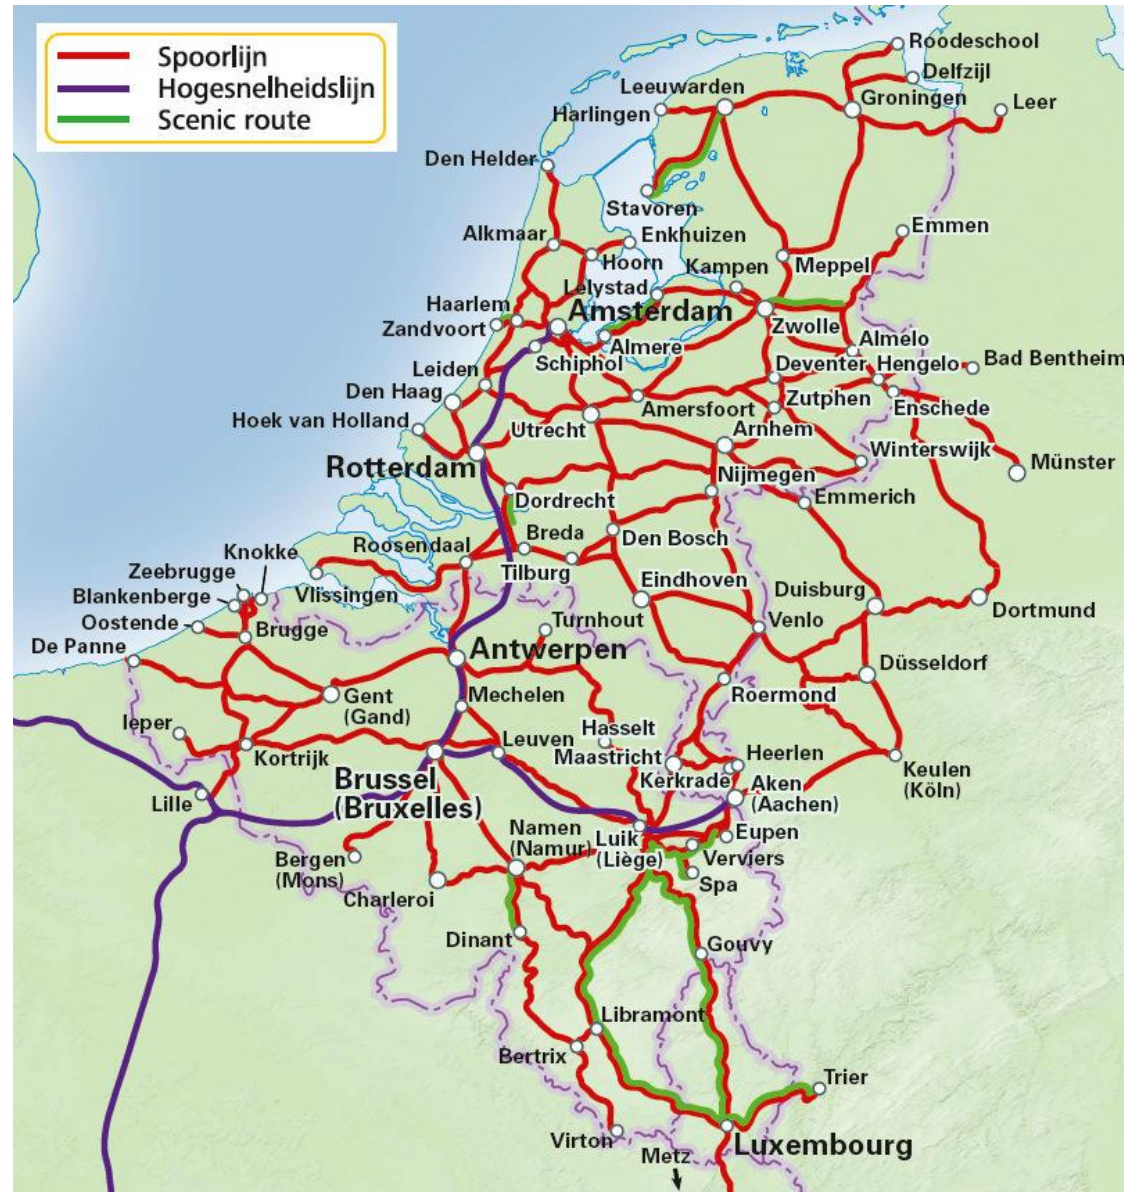 Spoorlijn
Hogesnelheidslijn
Scenic route
Roodeschool
Delfzijl
Leeuwarden
Groningen
Leer
Harlingen
Den Helder
Stavoren
Emmen
Alkmaar
Enkhuizen
Hoorn
Kampen
Meppel
Lelystad
Haarlem
Amsterdam
Zandvoort
Zwolle
Almelo
Almere
Schiphol
Deventer
Hengelo
Bad Bentheim
Leiden
Den Haag
Zutphen
Enschede
Amersfoort
Hoek van Holland
Utrecht
Arnhem
Winterswijk
Münster
Rotterdam
Nijmegen
Emmerich
Dordrecht
Breda
Den Bosch
Roosendaal
Knokke
Zeebrugge
Tilburg
Eindhoven
Duisburg
Blankenberge
Vlissingen
Dortmund
Oostende
Brugge
Turnhout
Venlo
De Panne
Antwerpen
Düsseldorf
Mechelen
Roermond
Gent
(Gand)
Ieper
Hasselt
Leuven
Maastricht
Heerlen
Kortrijk
Kerkrade
Keulen
(Köln)
Brussel
(Bruxelles)
Aken
(Aachen)
Lille
Namen
(Namur)
Luik
(Liège)
Eupen
Verviers
Bergen
(Mons)
Spa
Charleroi
Dinant
Gouvy
Libramont
Bertrix
Trier
Virton
Luxembourg
Metz